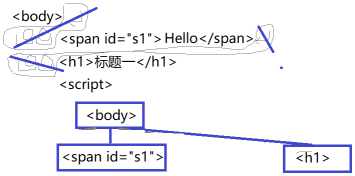 <body>
<span id="s1"> Hello</span>
<h1>标题一</h1>
<script>
<body>
<span id="s1">
<h1>